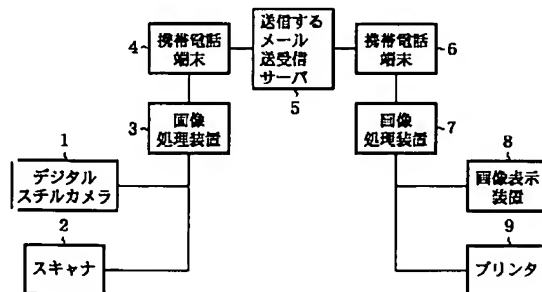 4
携帯電話
端末
送信する
メール
送受信
サーバ
5
携帯電話
端末
6
3
画像
処理装置
画像
処理装置
7
1
デジタル
スチルカメラ
8
画像表示
装置
2
スキャナ
9
プリンタ